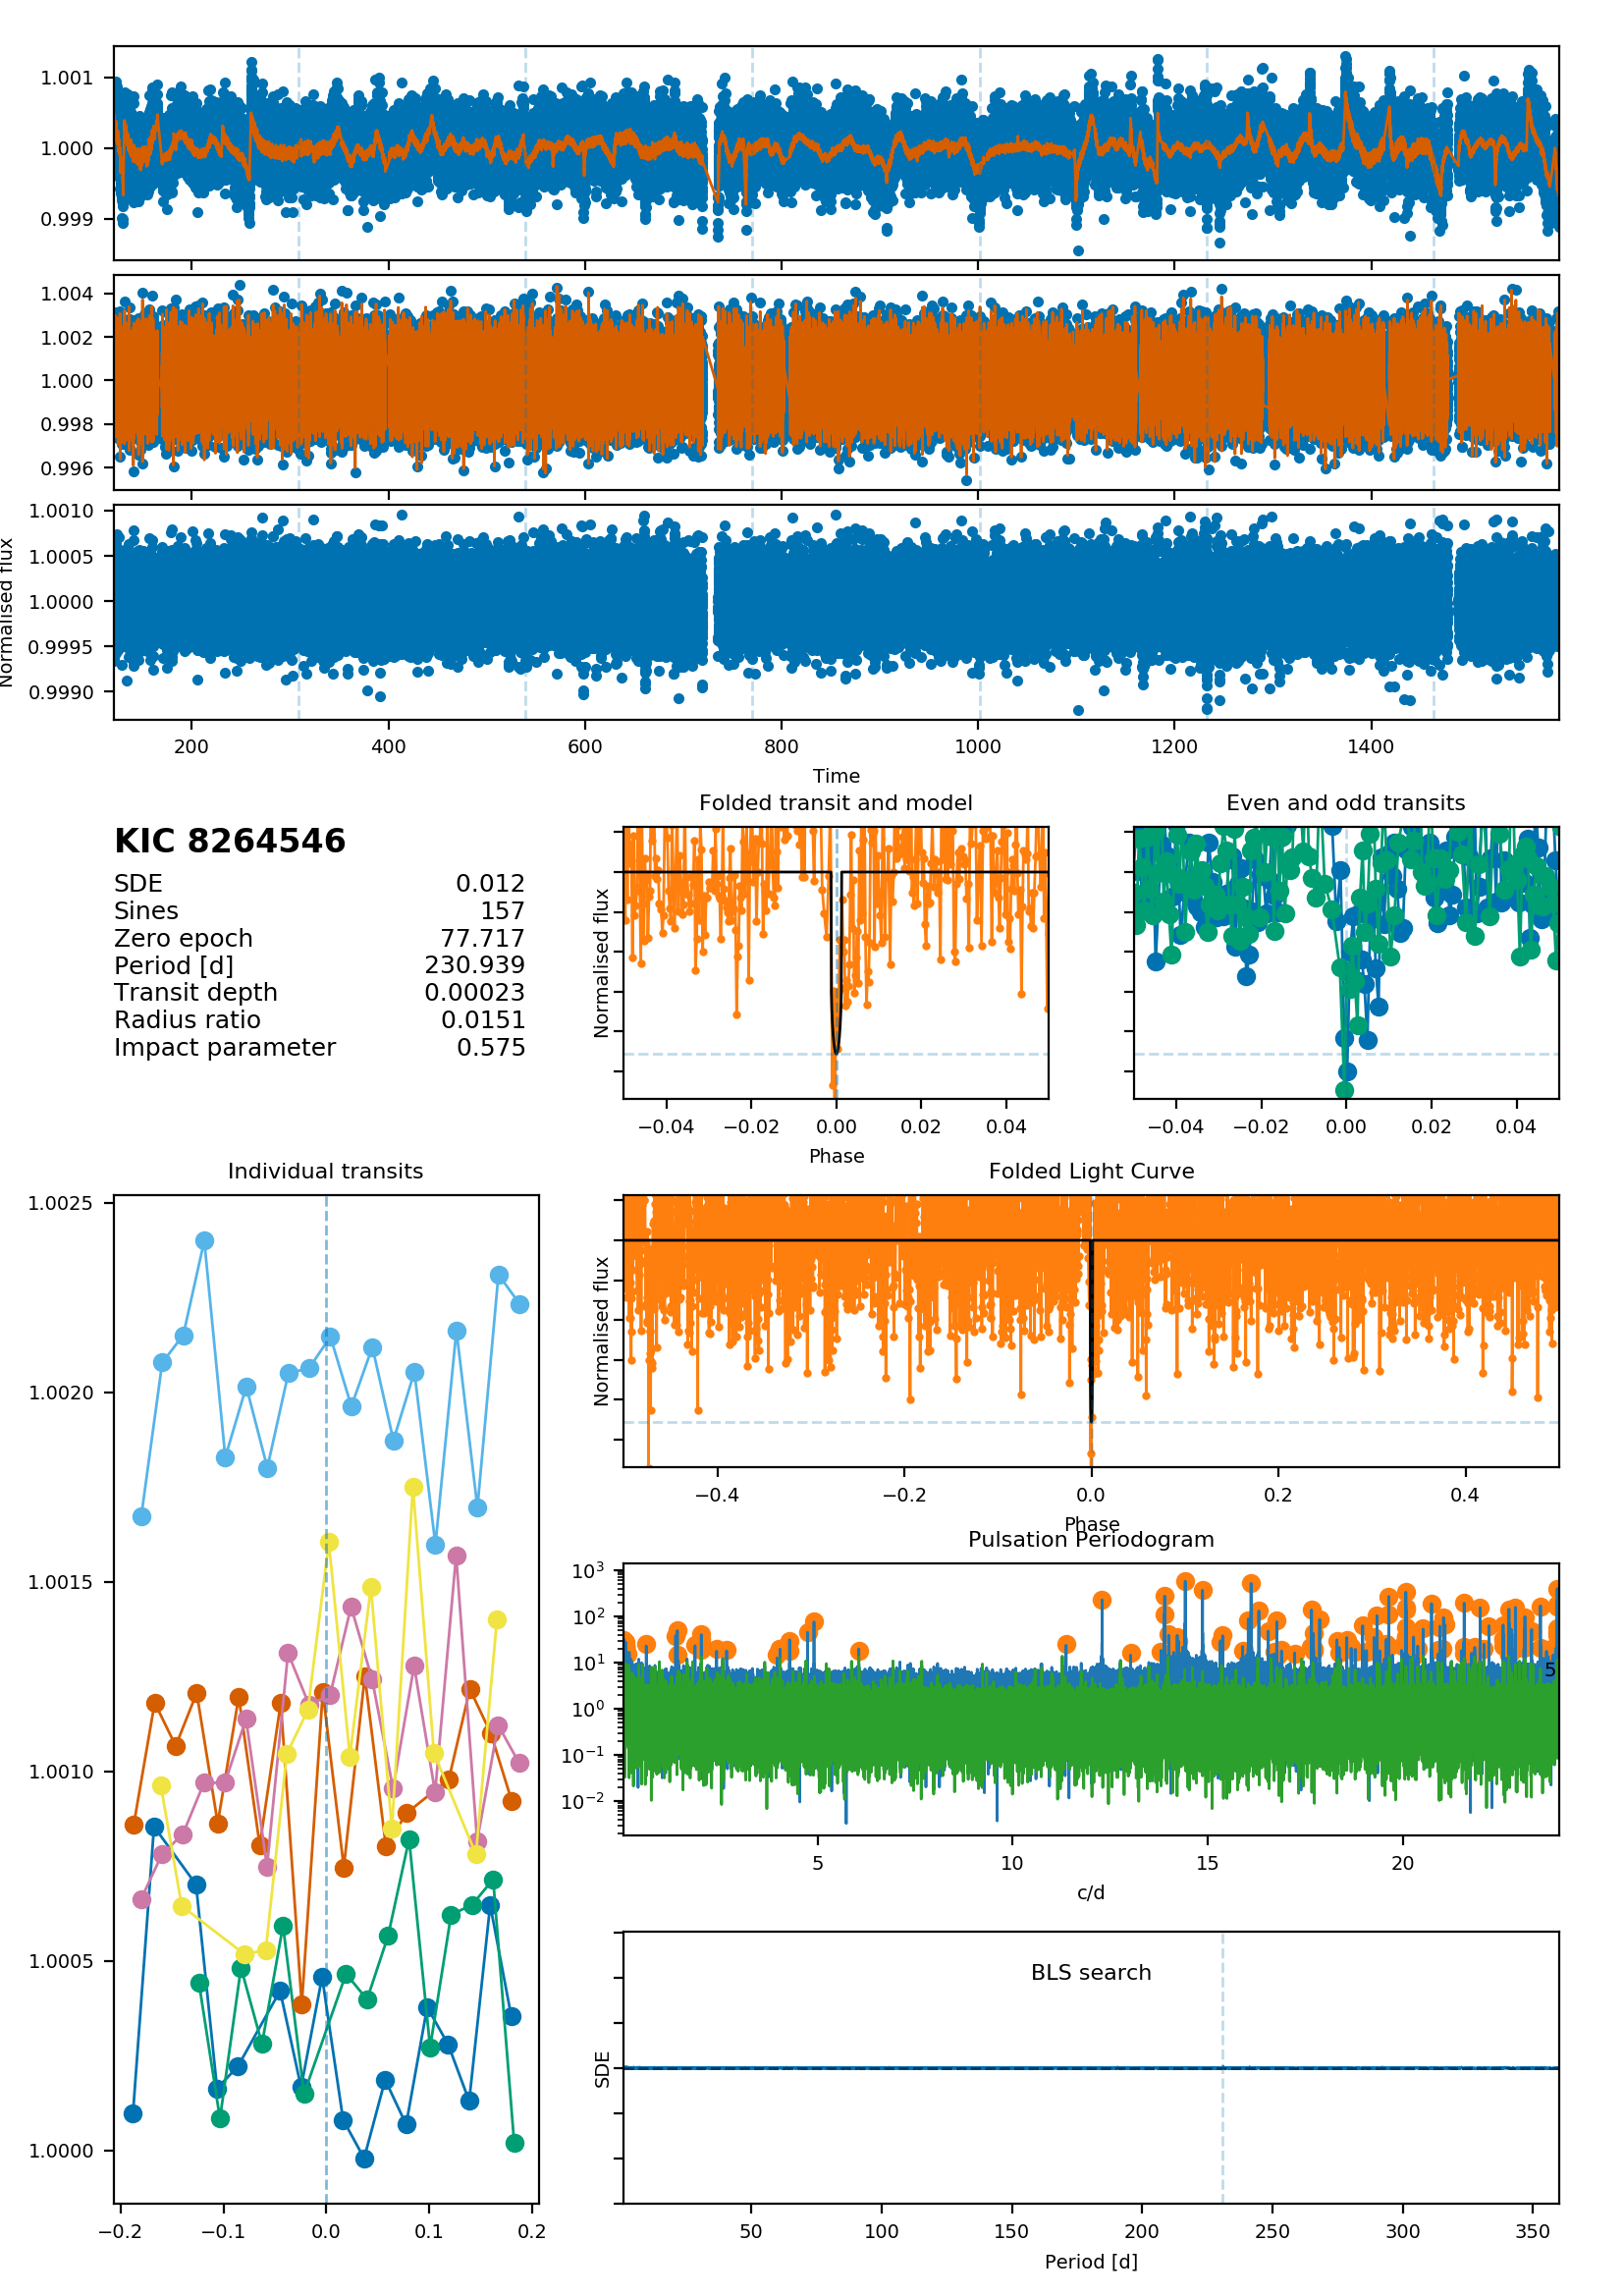 1.001
1.000
0.999
1.004
1.002
1.000
0.998
0.996
1.0010
1.0005
1.0000
0.9995
0.9990
Normalised flux
200 400 600 800 1000 1200 1400
Time
KIC 8264546
SDE 0.012
Sines 157
Zero epoch 77.717
Period [d] 230.939
Transit depth 0.00023
Radius ratio 0.0151
Impact parameter 0.575
Folded transit and model
Normalised flux
−0.04 −0.02 0.00 0.02 0.04
Phase
Even and odd transits
−0.04 −0.02 0.00 0.02 0.04
Individual transits
1.0025
1.0020
1.0015
1.0010
1.0005
1.0000
−0.2 −0.1 0.0 0.1 0.2
Folded Light Curve
Normalised flux
−0.4 −0.2 0.0 0.2 0.4
Phase
Pulsation Periodogram
10³
10²
10¹
10⁰
10⁻¹
10⁻²
5
5 10 15 20
c/d
BLS search
SDE
50 100 150 200 250 300 350
Period [d]